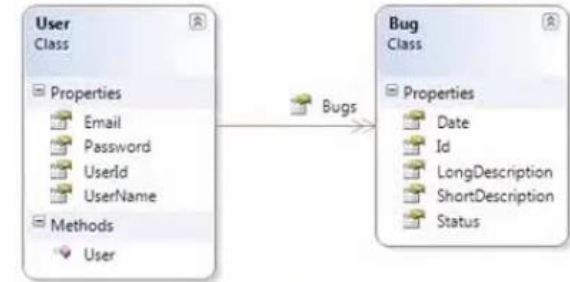 User
Class
Properties
Email
Password
UserId
UserName
Methods
User
Bugs
Bug
Class
Properties
Date
Id
LongDescription
ShortDescription
Status